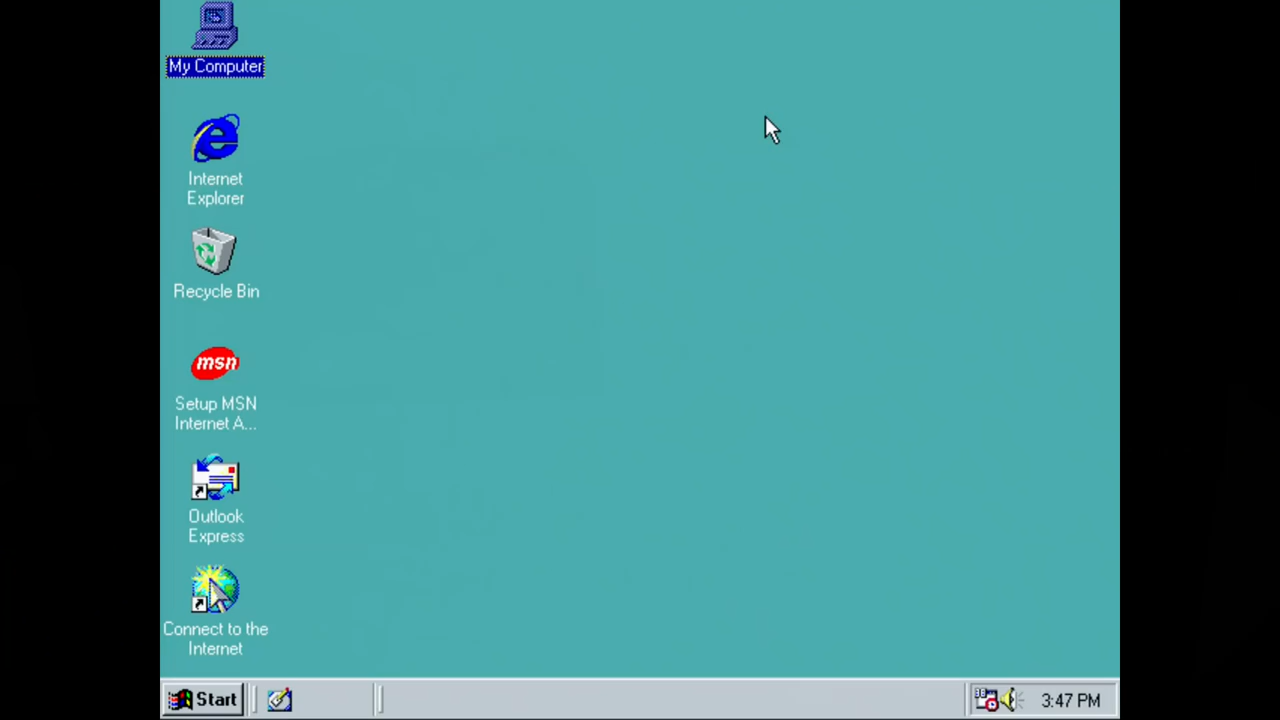 My Computer
Internet
Explorer
Recycle Bin
msn
Setup MSN
Internet A...
Outlook
Express
Connect to the
Internet
Start
3:47 PM